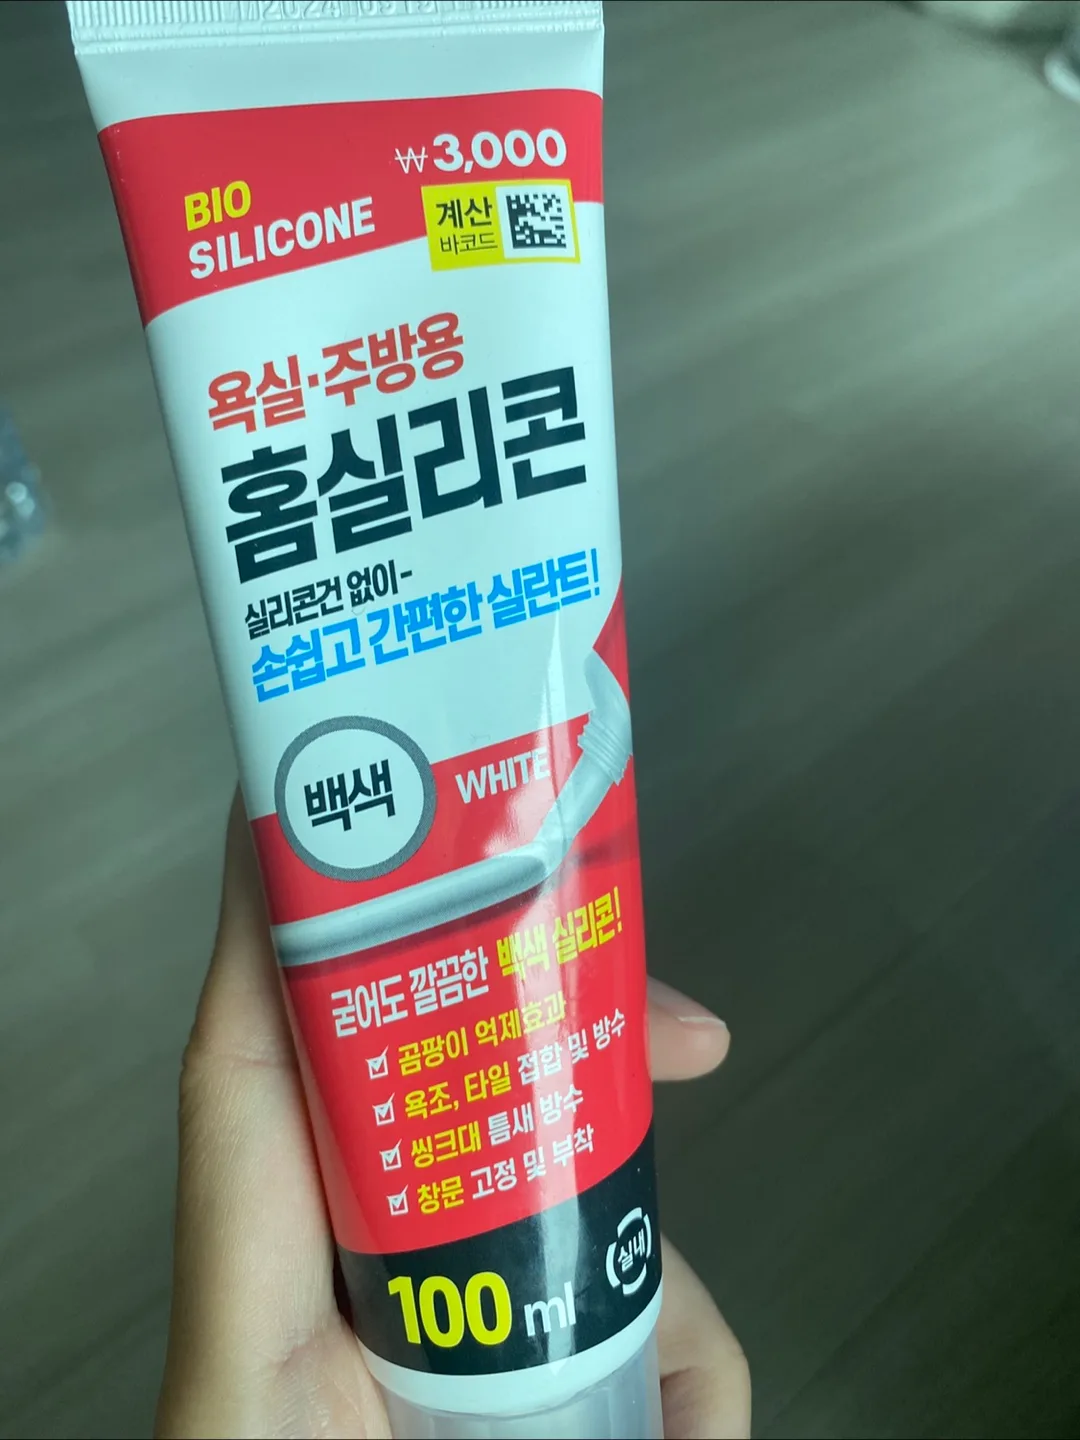 BIO
SILICONE
₩3,000
계산
바코드
욕실·주방용
홈실리콘
실리콘건 없이-
손쉽고 간편한 실란트!
백색
WHITE
굳어도 깔끔한 백색 실리콘!
곰팡이 억제효과
욕조, 타일 접합 및 방수
씽크대 틈새 방수
창문 고정 및 부착
실내
100 ml